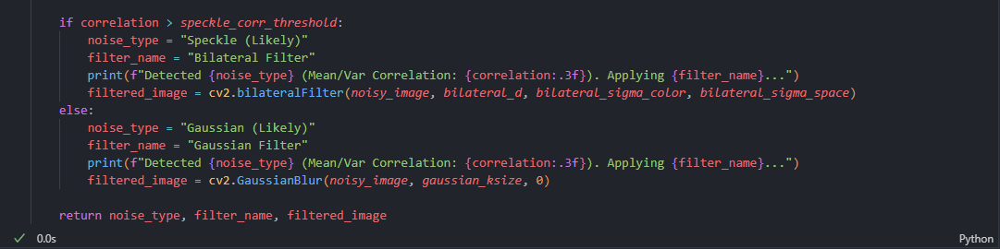 if correlation > speckle_corr_threshold:
    noise_type = "Speckle (Likely)"
    filter_name = "Bilateral Filter"
    print(f"Detected {noise_type} (Mean/Var Correlation: {correlation:.3f}). Applying {filter_name}...")
    filtered_image = cv2.bilateralFilter(noisy_image, bilateral_d, bilateral_sigma_color, bilateral_sigma_space)
else:
    noise_type = "Gaussian (Likely)"
    filter_name = "Gaussian Filter"
    print(f"Detected {noise_type} (Mean/Var Correlation: {correlation:.3f}). Applying {filter_name}...")
    filtered_image = cv2.GaussianBlur(noisy_image, gaussian_ksize, 0)
return noise_type, filter_name, filtered_image
✓ 0.0s Python